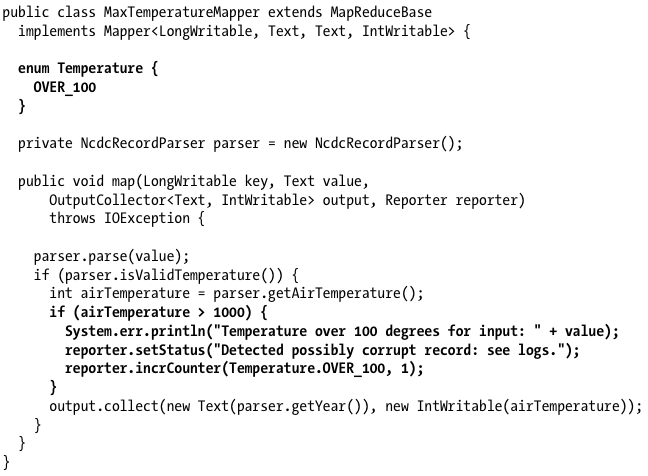 public class MaxTemperatureMapper extends MapReduceBase
  implements Mapper<LongWritable, Text, Text, IntWritable> {

  enum Temperature {
    OVER_100
  }

  private NcdcRecordParser parser = new NcdcRecordParser();

  public void map(LongWritable key, Text value,
      OutputCollector<Text, IntWritable> output, Reporter reporter)
      throws IOException {

    parser.parse(value);
    if (parser.isValidTemperature()) {
      int airTemperature = parser.getAirTemperature();
      if (airTemperature > 1000) {
        System.err.println("Temperature over 100 degrees for input: " + value);
        reporter.setStatus("Detected possibly corrupt record: see logs.");
        reporter.incrCounter(Temperature.OVER_100, 1);
      }
      output.collect(new Text(parser.getYear()), new IntWritable(airTemperature));
    }
  }
}